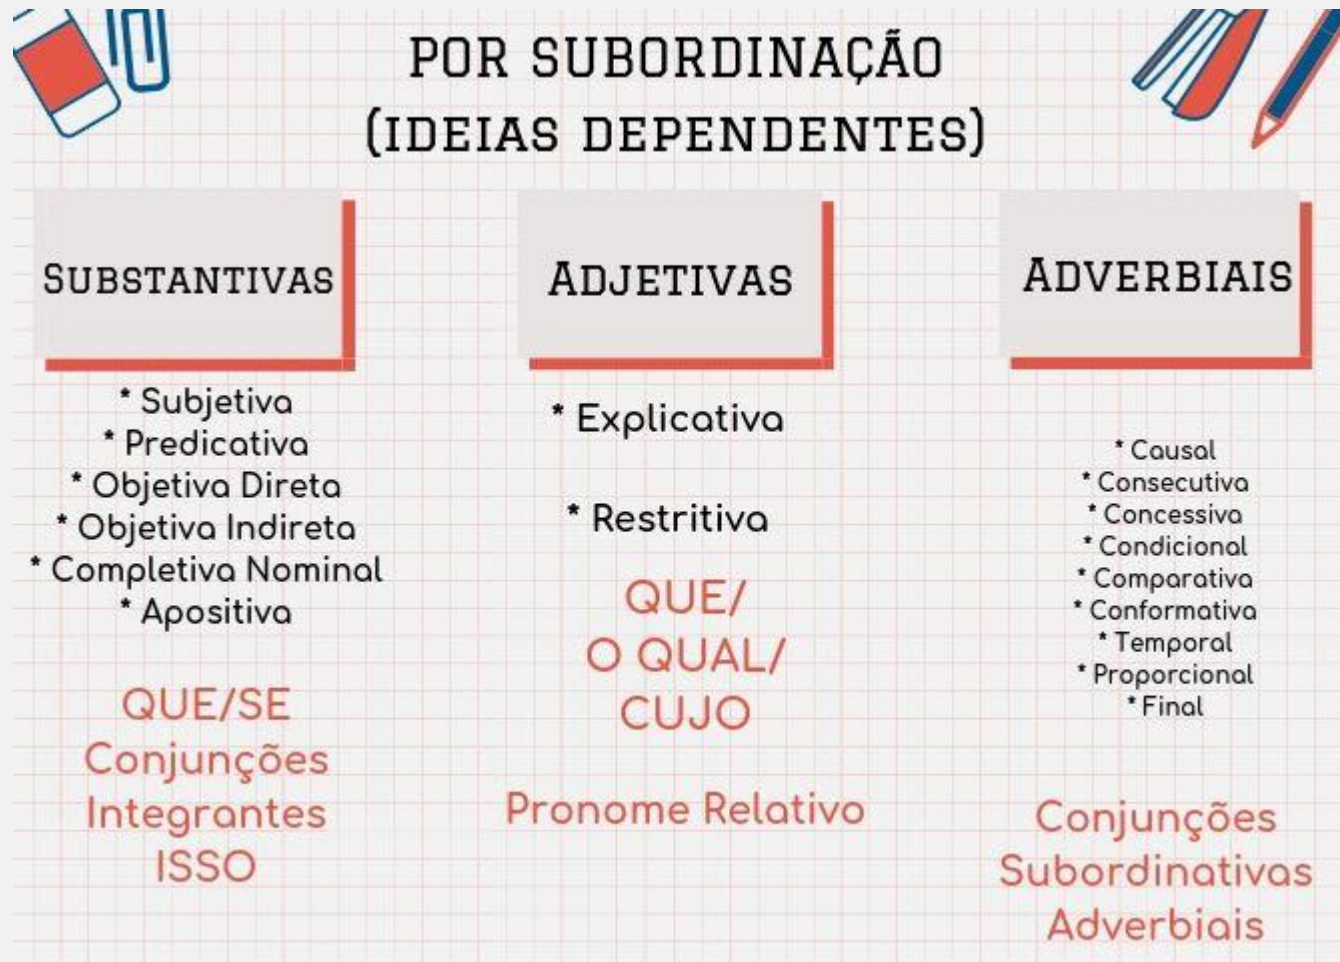 POR SUBORDINAÇÃO
(IDEIAS DEPENDENTES)
SUBSTANTIVAS
* Subjetiva
* Predicativa
* Objetiva Direta
* Objetiva Indireta
* Completiva Nominal
* Apositiva
QUE/SE
Conjunções
Integrantes
ISSO
ADJETIVAS
* Explicativa
* Restritiva
QUE/
O QUAL/
CUJO
Pronome Relativo
ADVERBIAIS
* Causal
* Consecutiva
* Concessiva
* Condicional
* Comparativa
* Conformativa
* Temporal
* Proporcional
* Final
Conjunções
Subordinativas
Adverbiais